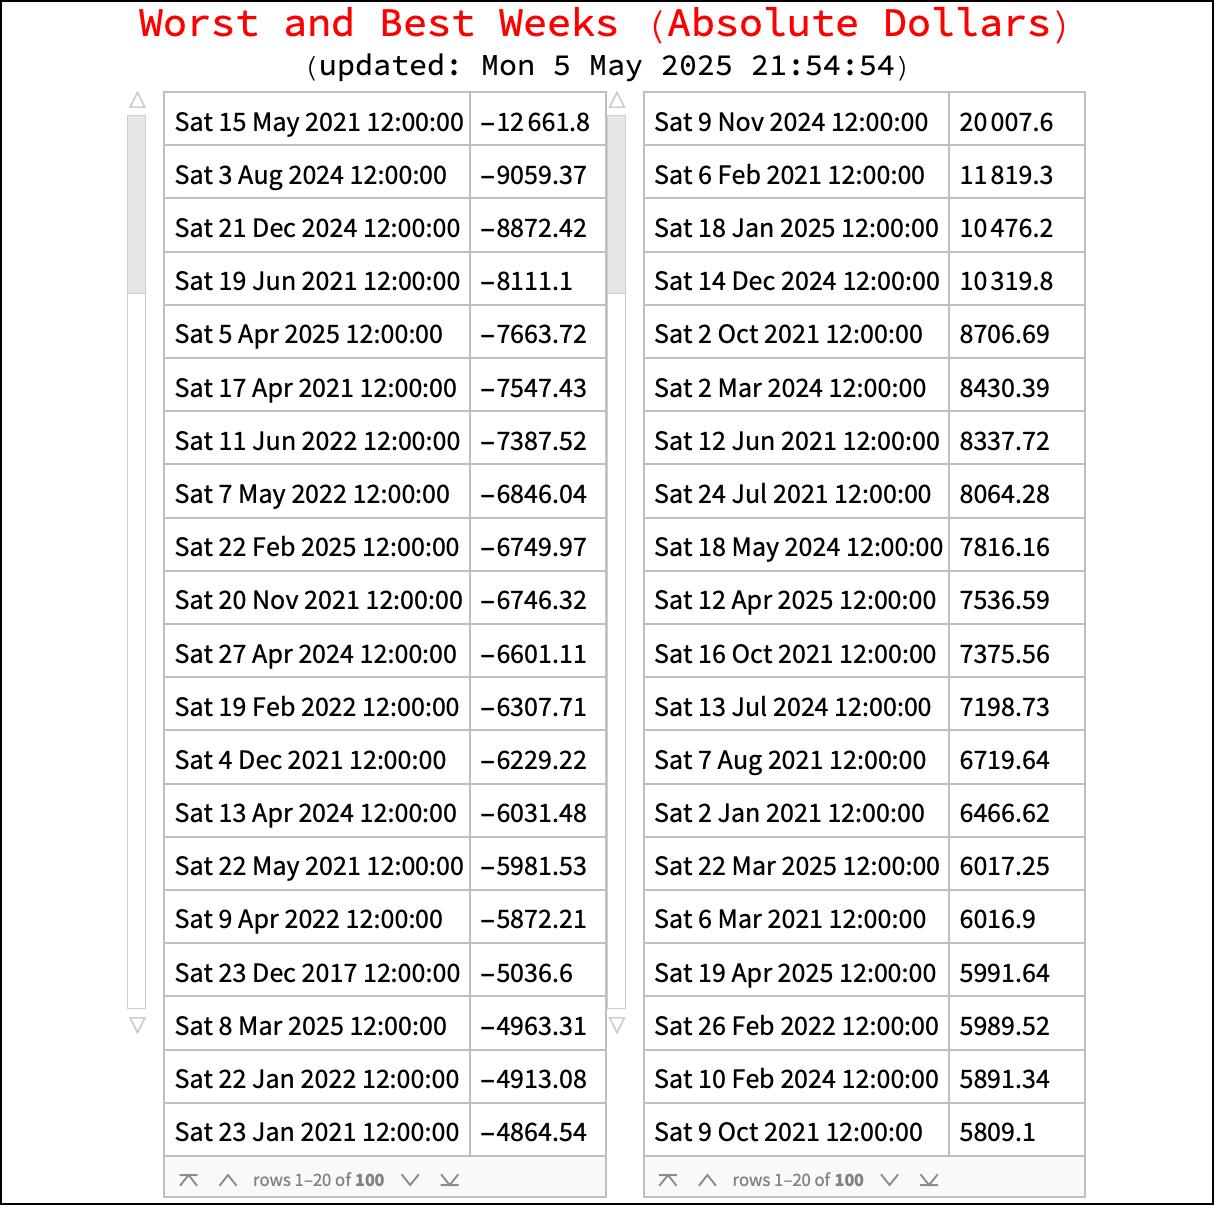 Worst and Best Weeks (Absolute Dollars)
(updated: Mon 5 May 2025 21:54:54)
Sat 15 May 2021 12:00:00 −12 661.8
Sat 3 Aug 2024 12:00:00 −9059.37
Sat 21 Dec 2024 12:00:00 −8872.42
Sat 19 Jun 2021 12:00:00 −8111.1
Sat 5 Apr 2025 12:00:00 −7663.72
Sat 17 Apr 2021 12:00:00 −7547.43
Sat 11 Jun 2022 12:00:00 −7387.52
Sat 7 May 2022 12:00:00 −6846.04
Sat 22 Feb 2025 12:00:00 −6749.97
Sat 20 Nov 2021 12:00:00 −6746.32
Sat 27 Apr 2024 12:00:00 −6601.11
Sat 19 Feb 2022 12:00:00 −6307.71
Sat 4 Dec 2021 12:00:00 −6229.22
Sat 13 Apr 2024 12:00:00 −6031.48
Sat 22 May 2021 12:00:00 −5981.53
Sat 9 Apr 2022 12:00:00 −5872.21
Sat 23 Dec 2017 12:00:00 −5036.6
Sat 8 Mar 2025 12:00:00 −4963.31
Sat 22 Jan 2022 12:00:00 −4913.08
Sat 23 Jan 2021 12:00:00 −4864.54
rows 1–20 of 100
Sat 9 Nov 2024 12:00:00 20 007.6
Sat 6 Feb 2021 12:00:00 11 819.3
Sat 18 Jan 2025 12:00:00 10 476.2
Sat 14 Dec 2024 12:00:00 10 319.8
Sat 2 Oct 2021 12:00:00 8706.69
Sat 2 Mar 2024 12:00:00 8430.39
Sat 12 Jun 2021 12:00:00 8337.72
Sat 24 Jul 2021 12:00:00 8064.28
Sat 18 May 2024 12:00:00 7816.16
Sat 12 Apr 2025 12:00:00 7536.59
Sat 16 Oct 2021 12:00:00 7375.56
Sat 13 Jul 2024 12:00:00 7198.73
Sat 7 Aug 2021 12:00:00 6719.64
Sat 2 Jan 2021 12:00:00 6466.62
Sat 22 Mar 2025 12:00:00 6017.25
Sat 6 Mar 2021 12:00:00 6016.9
Sat 19 Apr 2025 12:00:00 5991.64
Sat 26 Feb 2022 12:00:00 5989.52
Sat 10 Feb 2024 12:00:00 5891.34
Sat 9 Oct 2021 12:00:00 5809.1
rows 1–20 of 100